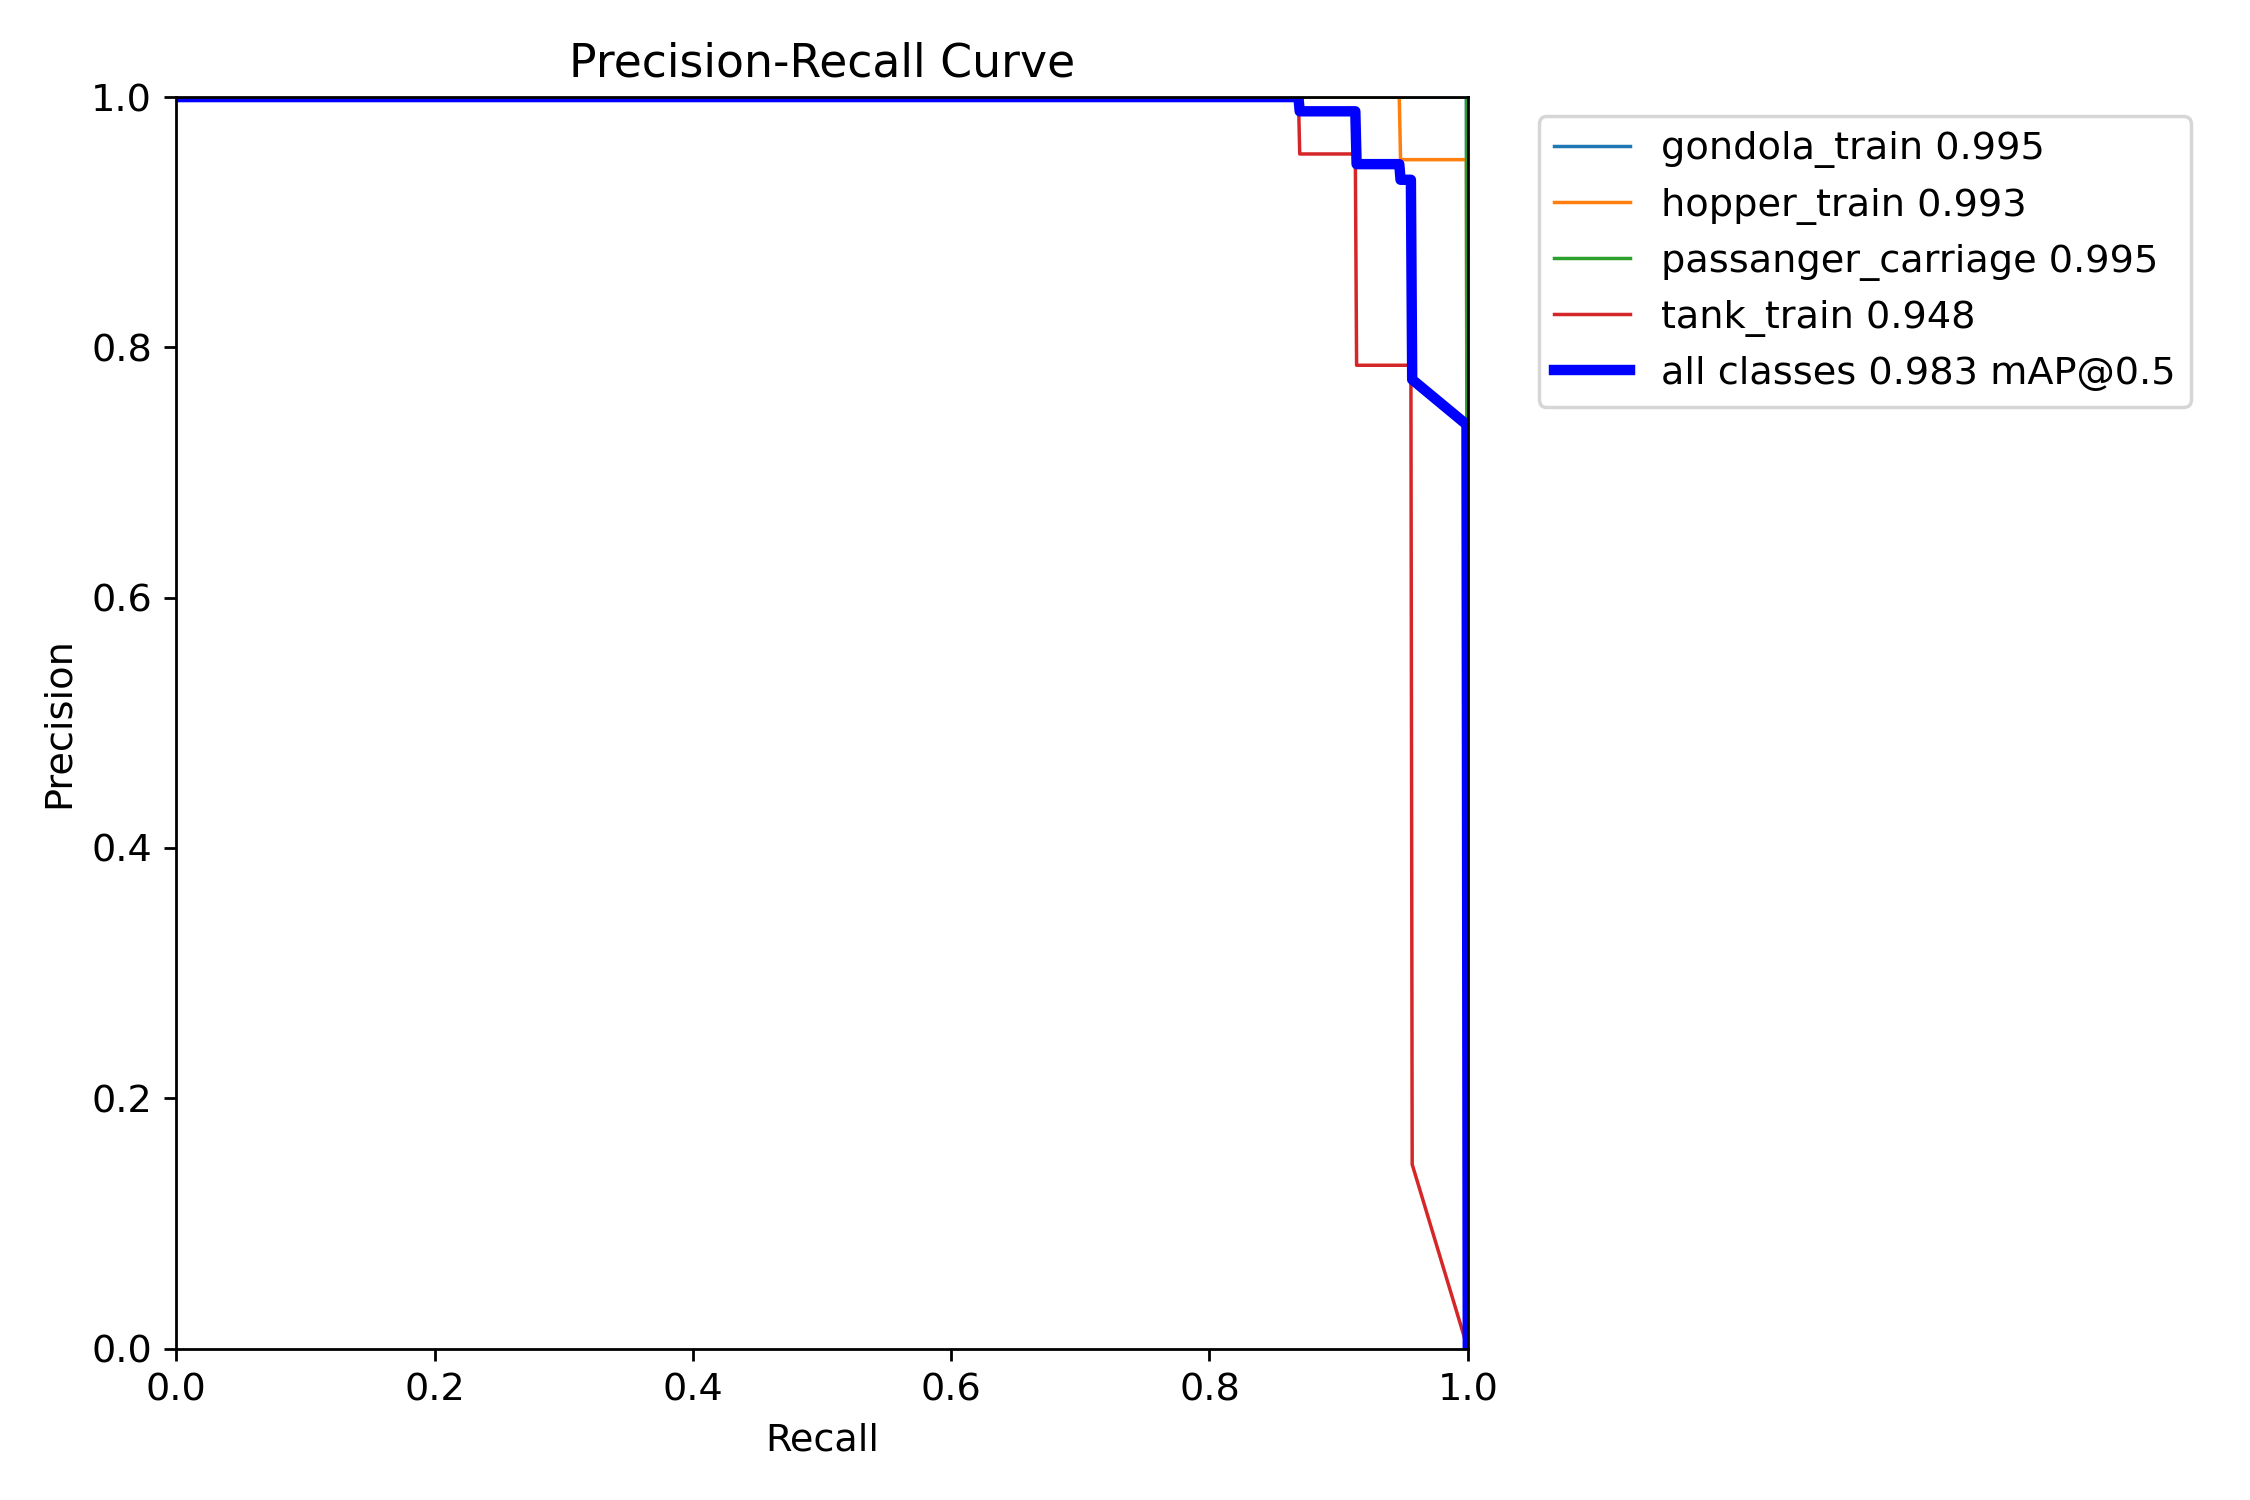 Precision-Recall Curve
1.0
0.8
0.6
0.4
0.2
0.0
Precision
0.0 0.2 0.4 0.6 0.8 1.0
Recall
gondola_train 0.995
hopper_train 0.993
passanger_carriage 0.995
tank_train 0.948
all classes 0.983 mAP@0.5